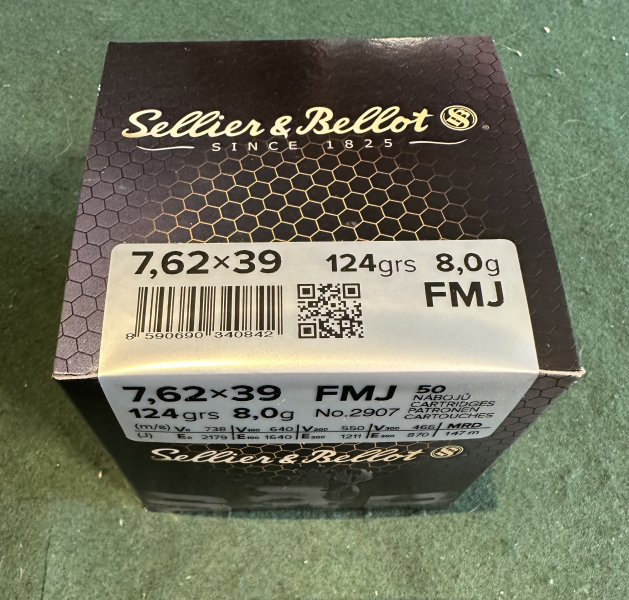 Sellier & Bellot SB
SINCE 1825
7,62×39 124grs 8,0g
FMJ
8 590690 340842
7,62×39 FMJ 50
NÁBOJŮ
CARTRIDGES
124grs 8,0g No.2907 PATRONEN
CARTOUCHES
(m/s) V₀ 738 V₁₀₀ 640 V₂₀₀ 550 V₃₀₀ 466 MRD
(J) E₀ 2179 E₁₀₀ 1640 E₂₀₀ 1211 E₃₀₀ 870 147 m
Sellier & Bellot SB